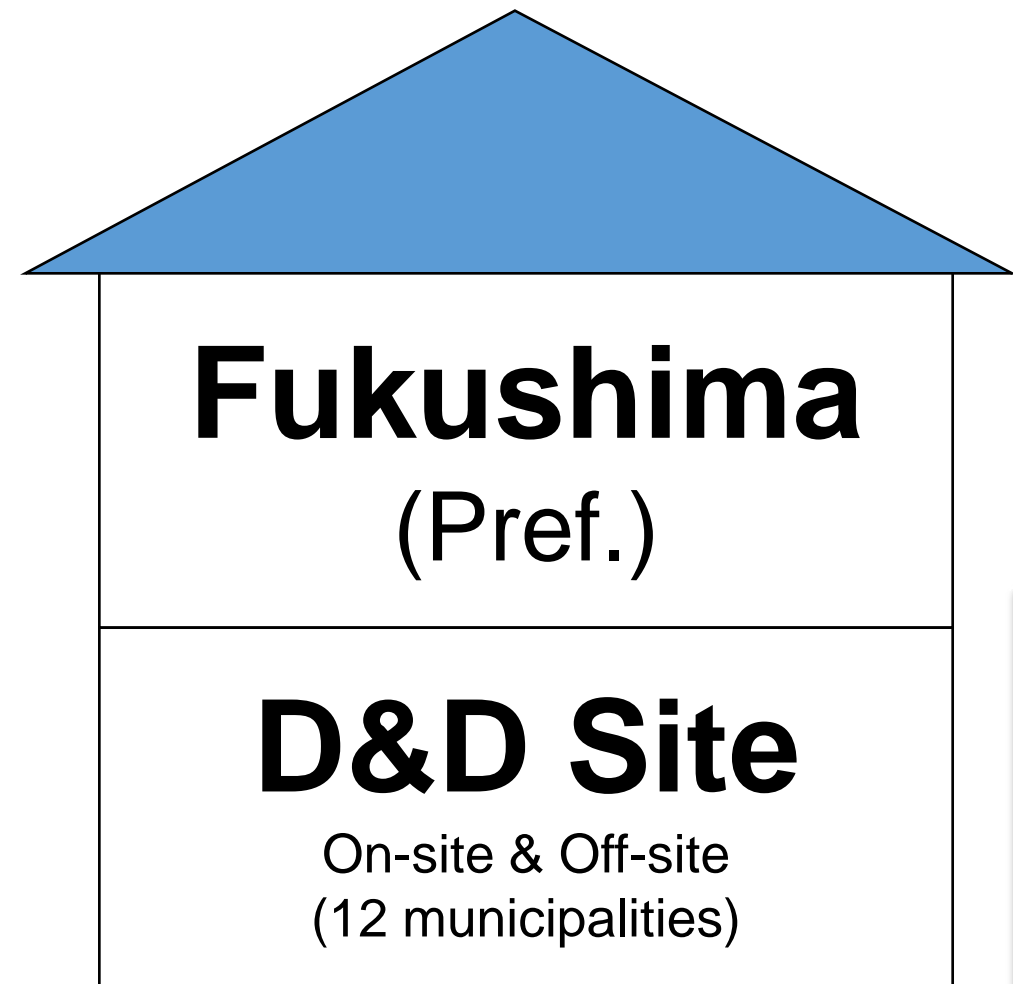 Fukushima
(Pref.)
D&D Site
On-site & Off-site
(12 municipalities)